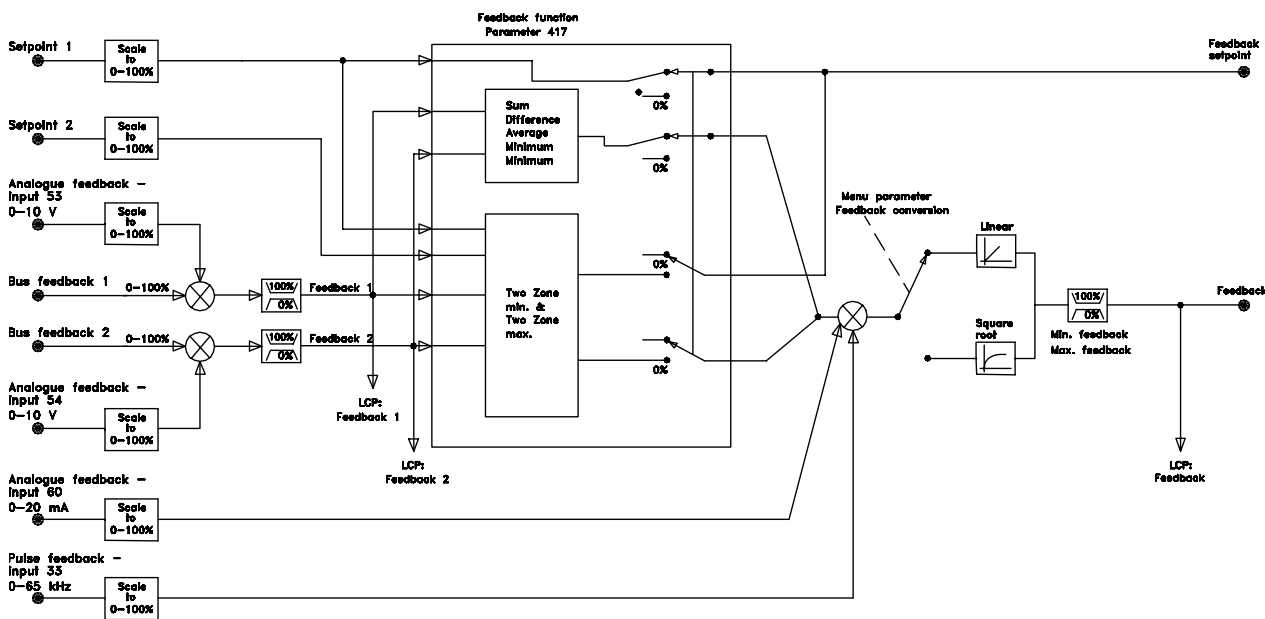 Feedback function
Parameter 417
Setpoint 1
Scale
to
0-100%
Feedback
setpoint
0%
Setpoint 2
Scale
to
0-100%
Sum
Difference
Average
Minimum
Minimum
0%
Analogue feedback -
input 53
0-10 V
Scale
to
0-100%
Menu parameter
Feedback conversion
Linear
0%
Bus feedback 1
0-100%
100%
0%
Feedback 1
Two Zone
min. &
Two Zone
max.
100%
0%
Feedback
Bus feedback 2
0-100%
100%
0%
Feedback 2
0%
Square
root
Min. feedback
Max. feedback
Analogue feedback -
input 54
0-10 V
Scale
to
0-100%
LCP:
Feedback 1
LCP:
Feedback 2
LCP:
Feedback
Analogue feedback -
input 60
0-20 mA
Scale
to
0-100%
Pulse feedback -
input 33
0-65 kHz
Scale
to
0-100%